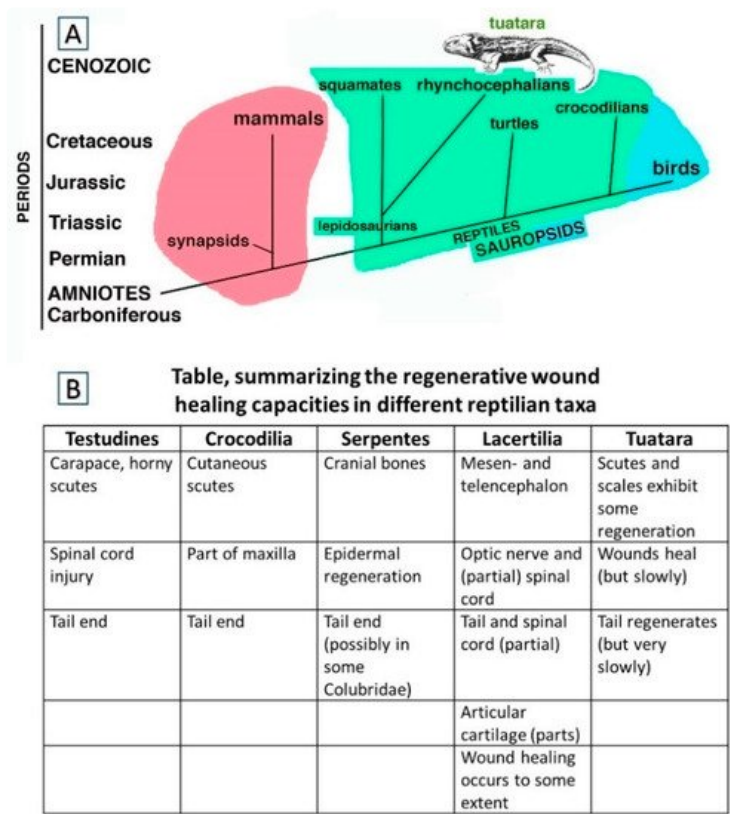 A
tuatara
CENOZOIC
squamates rhynchocephalians
crocodilians
mammals
turtles
Cretaceous
birds
Jurassic
PERIODS
Triassic
lepidosaurians
REPTILES
synapsids
SAUROPSIDS
Permian
AMNIOTES
Carboniferous
B
Table, summarizing the regenerative wound
healing capacities in different reptilian taxa
Testudines Crocodilia Serpentes Lacertilia Tuatara
Carapace, horny Cutaneous Cranial bones Mesen- and Scutes and
scutes scutes telencephalon scales exhibit
some
regeneration
Spinal cord Part of maxilla Epidermal Optic nerve and Wounds heal
injury regeneration (partial) spinal (but slowly)
cord
Tail end Tail end Tail end Tail and spinal Tail regenerates
(possibly in cord (partial) (but very
some slowly)
Colubridae)
Articular
cartilage (parts)
Wound healing
occurs to some
extent